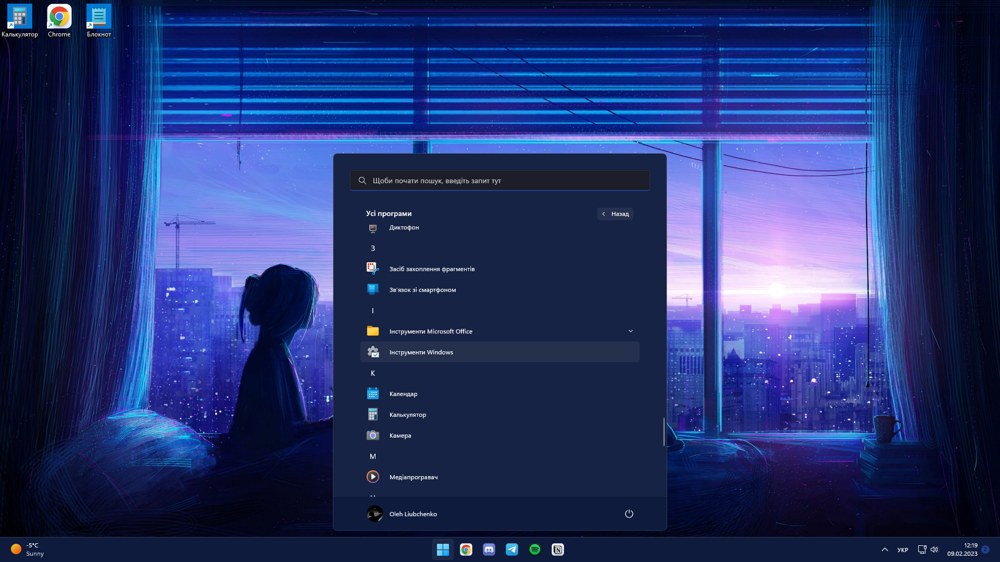 Калькулятор
Chrome
Блокнот
Щоби почати пошук, введіть запит тут
Усі програми
Назад
Диктофон
З
Засіб захоплення фрагментів
Зв'язок зі смартфоном
І
Інструменти Microsoft Office
Інструменти Windows
К
Календар
Калькулятор
Камера
М
Медіапрогравач
Oleh Liubchenko
-5°C
Sunny
N
УКР
12:19
09.02.2023
2